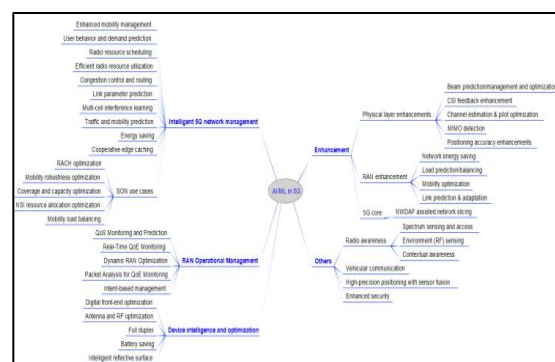 Enhanced mobility management
User behavior and demand prediction
Radio resource scheduling
Efficient radio resource utilization
Congestion control and routing
Link parameter prediction
Multi-cell interference learning
Traffic and mobility prediction
Energy saving
Cooperative edge caching
Intelligent 5G network management
RACH optimization
Mobility robustness optimization
Coverage and capacity optimization
NSI resource allocation optimization
Mobility load balancing
SON use cases
QoS Monitoring and Prediction
Real-Time QoE Monitoring
Dynamic RAN Optimization
Packet Analysis for QoE Monitoring
Intent-based management
RAN Operational Management
Digital front-end optimization
Antenna and RF optimization
Full duplex
Battery saving
Intelligent reflective surface
Device intelligence and optimization
AI/ML in 5G
Enhancement
Physical layer enhancements
Beam prediction/management and optimization
CSI feedback enhancement
Channel estimation & pilot optimization
MIMO detection
Positioning accuracy enhancements
RAN enhancement
Network energy saving
Load prediction/balancing
Mobility optimization
Link prediction & adaptation
5G core
NWDAF assisted network slicing
Others
Radio awareness
Spectrum sensing and access
Environment (RF) sensing
Contextual awareness
Vehicular communication
High-precision positioning with sensor fusion
Enhanced security